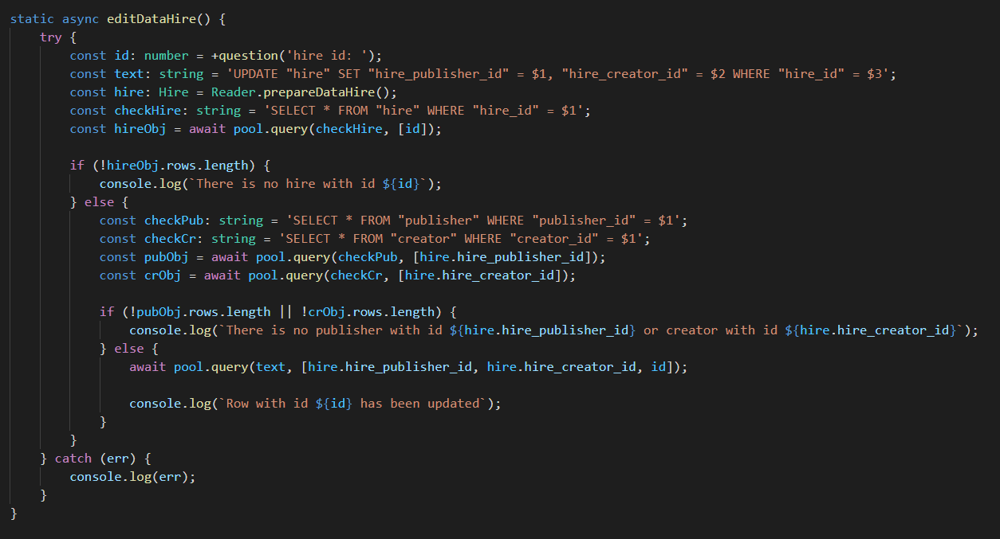 static async editDataHire() {
    try {
        const id: number = +question('hire id: ');
        const text: string = 'UPDATE "hire" SET "hire_publisher_id" = $1, "hire_creator_id" = $2 WHERE "hire_id" = $3';
        const hire: Hire = Reader.prepareDataHire();
        const checkHire: string = 'SELECT * FROM "hire" WHERE "hire_id" = $1';
        const hireObj = await pool.query(checkHire, [id]);

        if (!hireObj.rows.length) {
            console.log(`There is no hire with id ${id}`);
        } else {
            const checkPub: string = 'SELECT * FROM "publisher" WHERE "publisher_id" = $1';
            const checkCr: string = 'SELECT * FROM "creator" WHERE "creator_id" = $1';
            const pubObj = await pool.query(checkPub, [hire.hire_publisher_id]);
            const crObj = await pool.query(checkCr, [hire.hire_creator_id]);

            if (!pubObj.rows.length || !crObj.rows.length) {
                console.log(`There is no publisher with id ${hire.hire_publisher_id} or creator with id ${hire.hire_creator_id}`);
            } else {
                await pool.query(text, [hire.hire_publisher_id, hire.hire_creator_id, id]);

                console.log(`Row with id ${id} has been updated`);
            }
        }
    } catch (err) {
        console.log(err);
    }
}